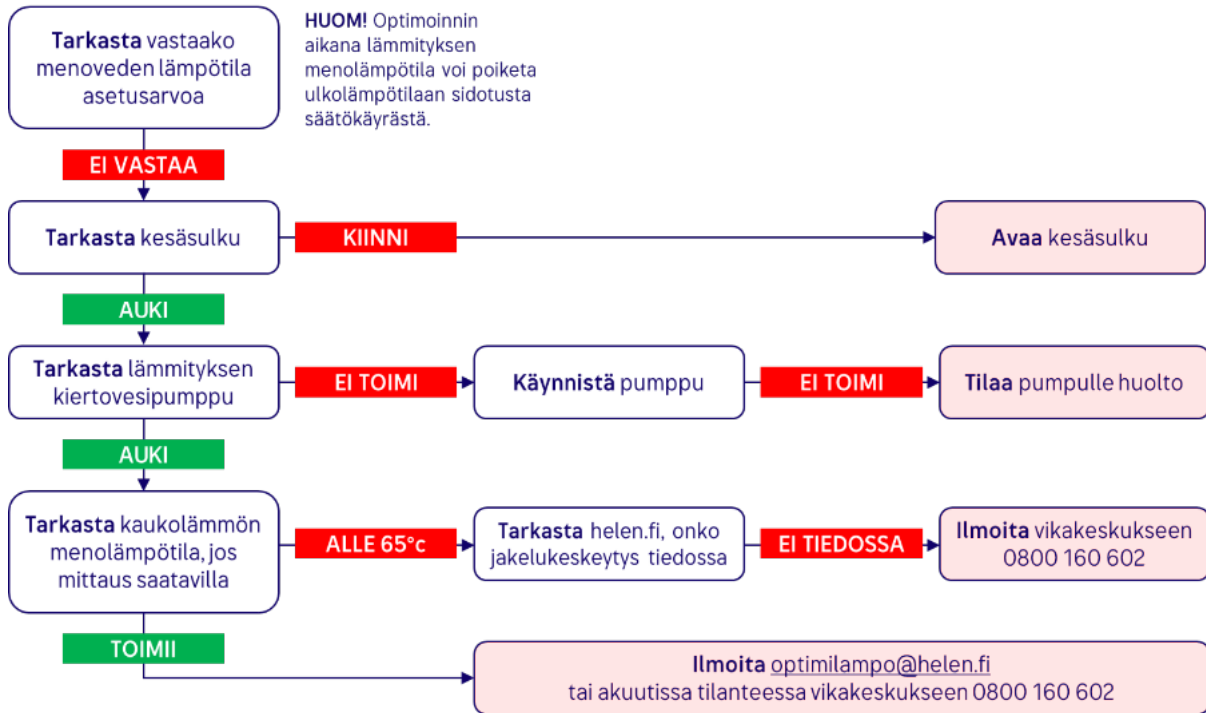 Tarkasta vastaako
menoveden lämpötila
asetusarvoa
HUOM! Optimoinnin
aikana lämmityksen
menolämpötila voi poiketa
ulkolämpötilaan sidotusta
säätökäyrästä.
EI VASTAA
Tarkasta kesäsulku
KIINNI
Avaa kesäsulku
AUKI
Tarkasta lämmityksen
kiertovesipumppu
EI TOIMI
Käynnistä pumppu
EI TOIMI
Tilaa pumpulle huolto
AUKI
Tarkasta kaukolämmön
menolämpötila, jos
mittaus saatavilla
ALLE 65°c
Tarkasta helen.fi, onko
jakelukeskeytys tiedossa
EI TIEDOSSA
Ilmoita vikakeskukseen
0800 160 602
TOIMII
Ilmoita optimilampo@helen.fi
tai akuutissa tilanteessa vikakeskukseen 0800 160 602